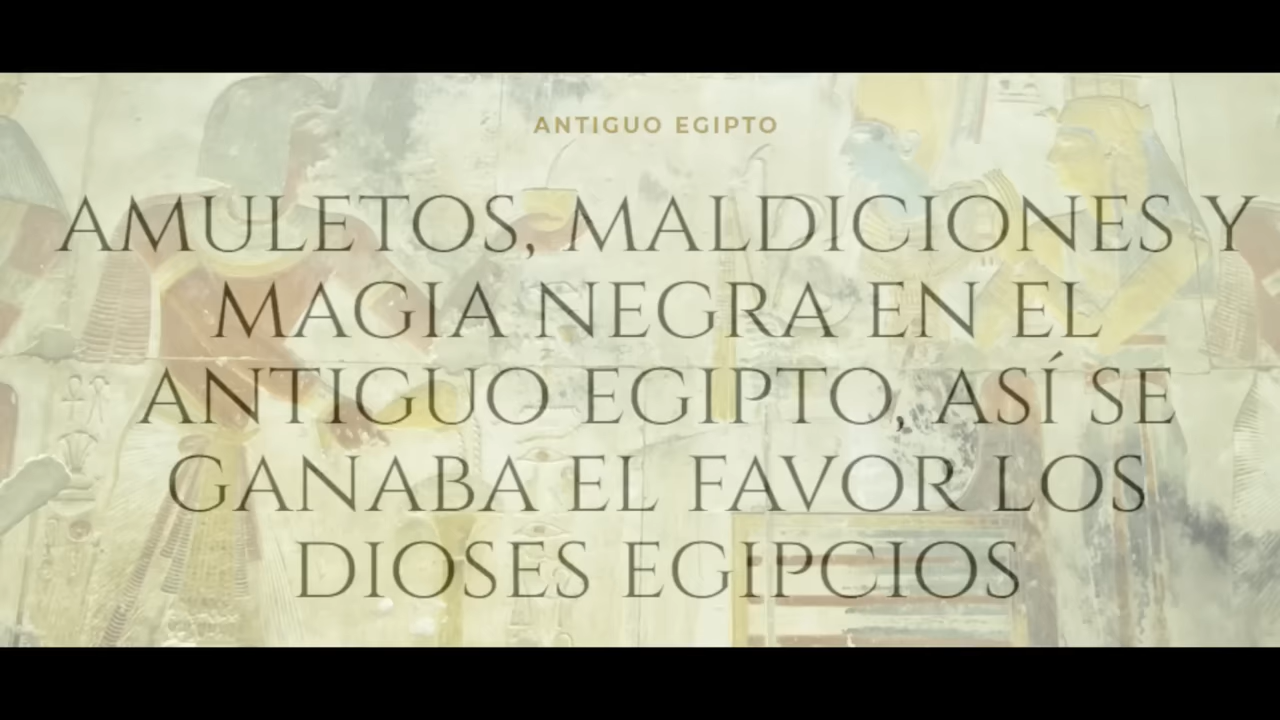 ANTIGUO EGIPTO
AMULETOS, MALDICIONES Y
MAGIA NEGRA EN EL
ANTIGUO EGIPTO, ASÍ SE
GANABA EL FAVOR LOS
DIOSES EGIPCIOS